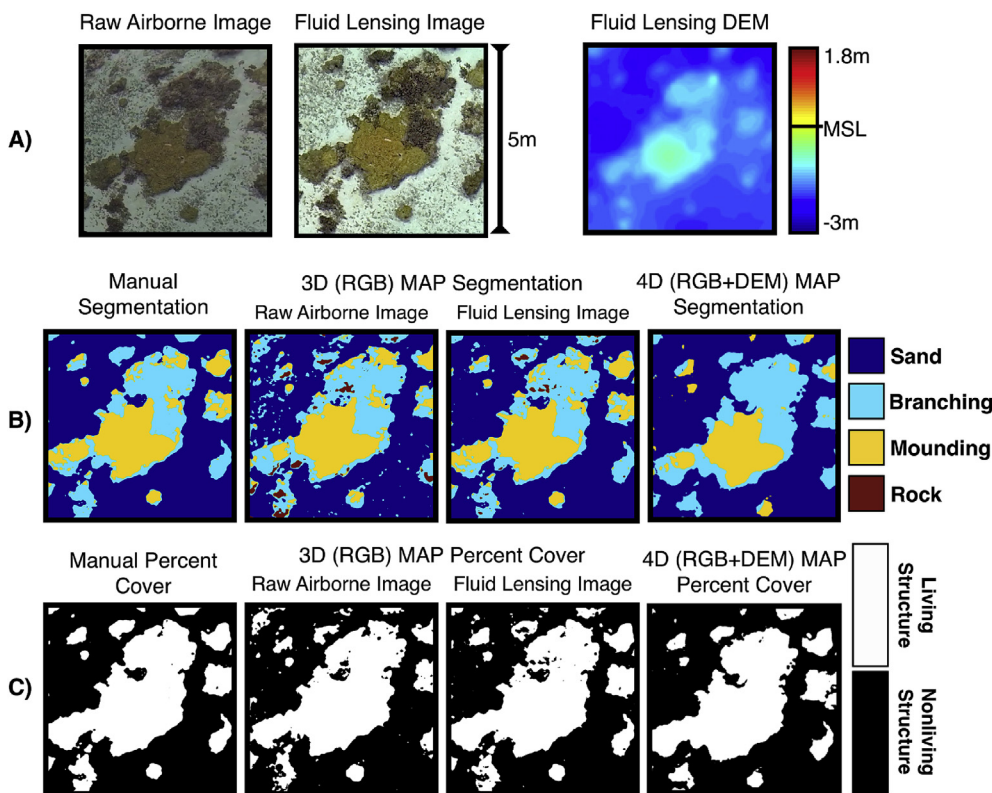 Raw Airborne Image
Fluid Lensing Image
Fluid Lensing DEM
A)
5m
1.8m
MSL
-3m
Manual
Segmentation
3D (RGB) MAP Segmentation
Raw Airborne Image
Fluid Lensing Image
4D (RGB+DEM) MAP
Segmentation
B)
Sand
Branching
Mounding
Rock
Manual Percent
Cover
3D (RGB) MAP Percent Cover
Raw Airborne Image
Fluid Lensing Image
4D (RGB+DEM) MAP
Percent Cover
C)
Living
Structure
Nonliving
Structure